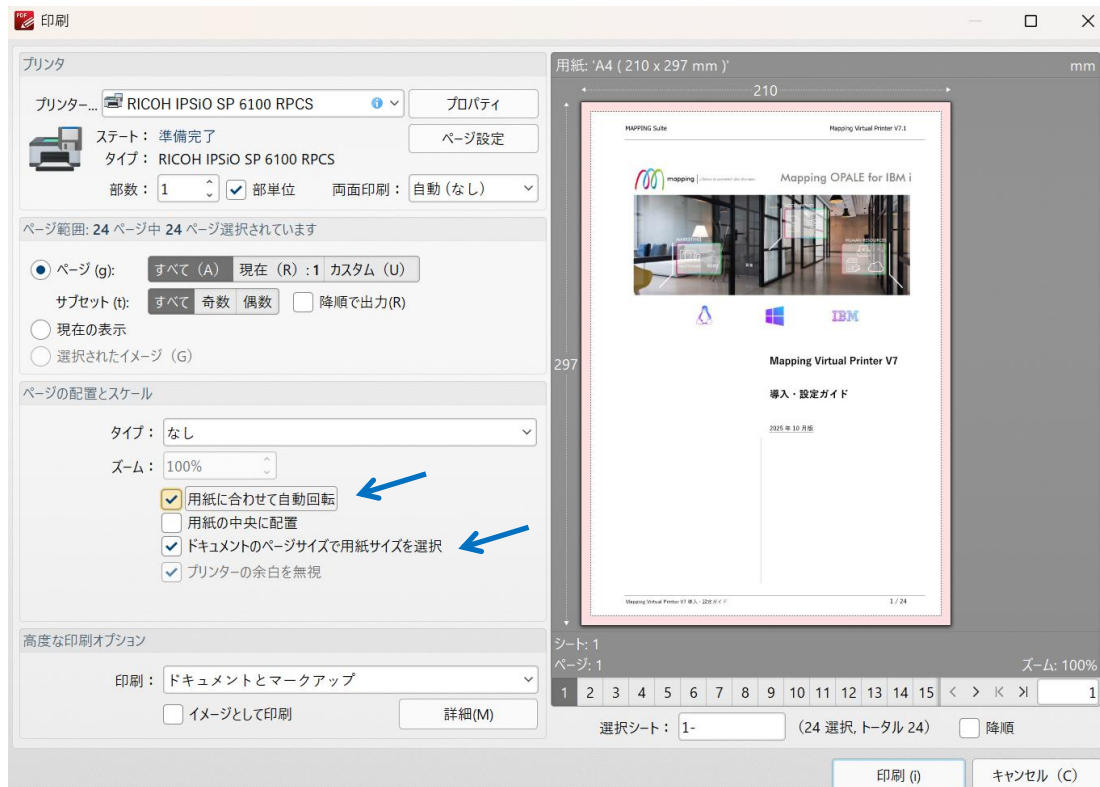 印刷
プリンタ
プリンター... RICOH IPSiO SP 6100 RPCS プロパティ
ステート： 準備完了 ページ設定
タイプ： RICOH IPSiO SP 6100 RPCS
部数： 1 部単位 両面印刷： 自動 (なし)
ページ範囲: 24 ページ中 24 ページ選択されています
ページ (g): すべて (A) 現在 (R) : 1 カスタム (U)
サブセット (t): すべて 奇数 偶数 降順で出力(R)
現在の表示
選択されたイメージ (G)
ページの配置とスケール
タイプ： なし
ズーム： 100%
用紙に合わせて自動回転
用紙の中央に配置
ドキュメントのページサイズで用紙サイズを選択
プリンターの余白を無視
高度な印刷オプション
印刷： ドキュメントとマークアップ
イメージとして印刷 詳細(M)
用紙: 'A4 ( 210 x 297 mm )' mm
210
297
MAPPING Suite Mapping Virtual Printer V7.1
mapping Mapping OPALE for IBM i
IBM
Mapping Virtual Printer V7
導入・設定ガイド
2025 年 10 月版
Mapping Virtual Printer V7 導入・設定ガイド 1 / 24
シート: 1
ページ: 1 ズーム: 100%
1 2 3 4 5 6 7 8 9 10 11 12 13 14 15 1
選択シート： 1- (24 選択, トータル 24) 降順
印刷 (i) キャンセル (C)